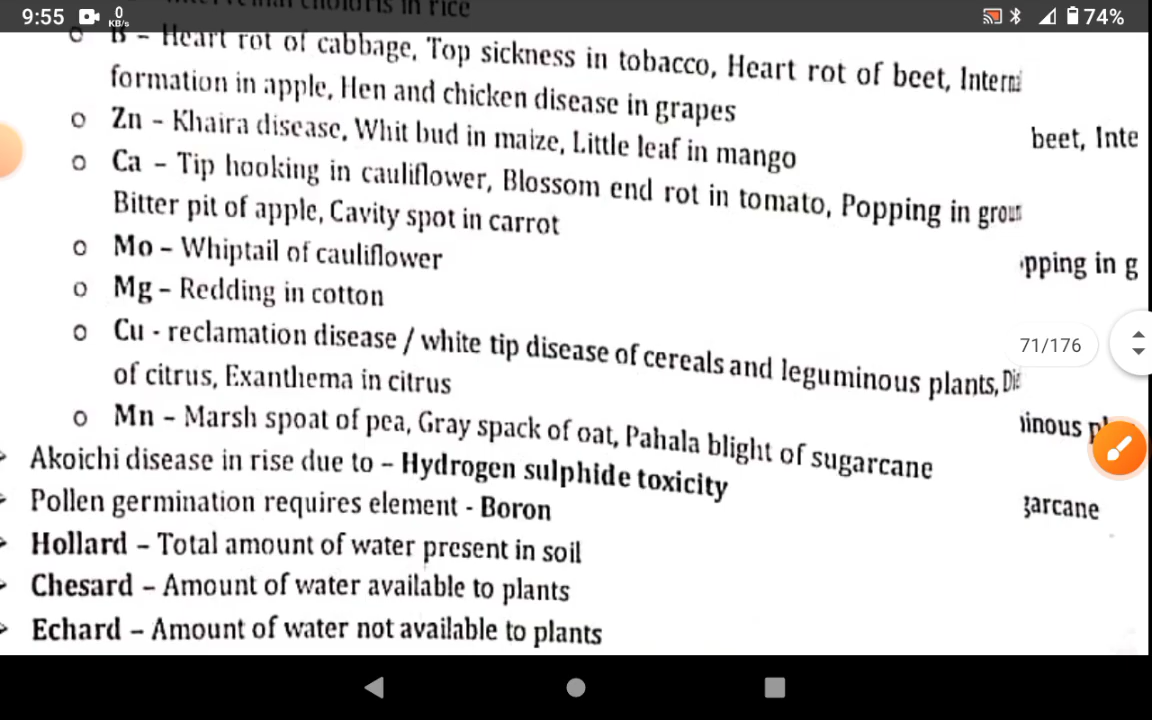 9:55 0 KB/s 74%
in rice
o B – Heart rot of cabbage, Top sickness in tobacco, Heart rot of beet,
formation in apple, Hen and chicken disease in grapes
beet, Inte
o Zn – Khaira disease, Whit bud in maize, Little leaf in mango
o Ca – Tip hooking in cauliflower, Blossom end rot in tomato, Popping in
Bitter pit of apple, Cavity spot in carrot
pping in g
o Mo – Whiptail of cauliflower
o Mg – Redding in cotton
71/176
o Cu - reclamation disease / white tip disease of cereals and leguminous plants,
of citrus, Exanthema in citrus
o Mn – Marsh spoat of pea, Gray spack of oat, Pahala blight of sugarcane
Akoichi disease in rise due to – Hydrogen sulphide toxicity
Pollen germination requires element - Boron
garcane
Hollard – Total amount of water present in soil
Chesard – Amount of water available to plants
Echard – Amount of water not available to plants